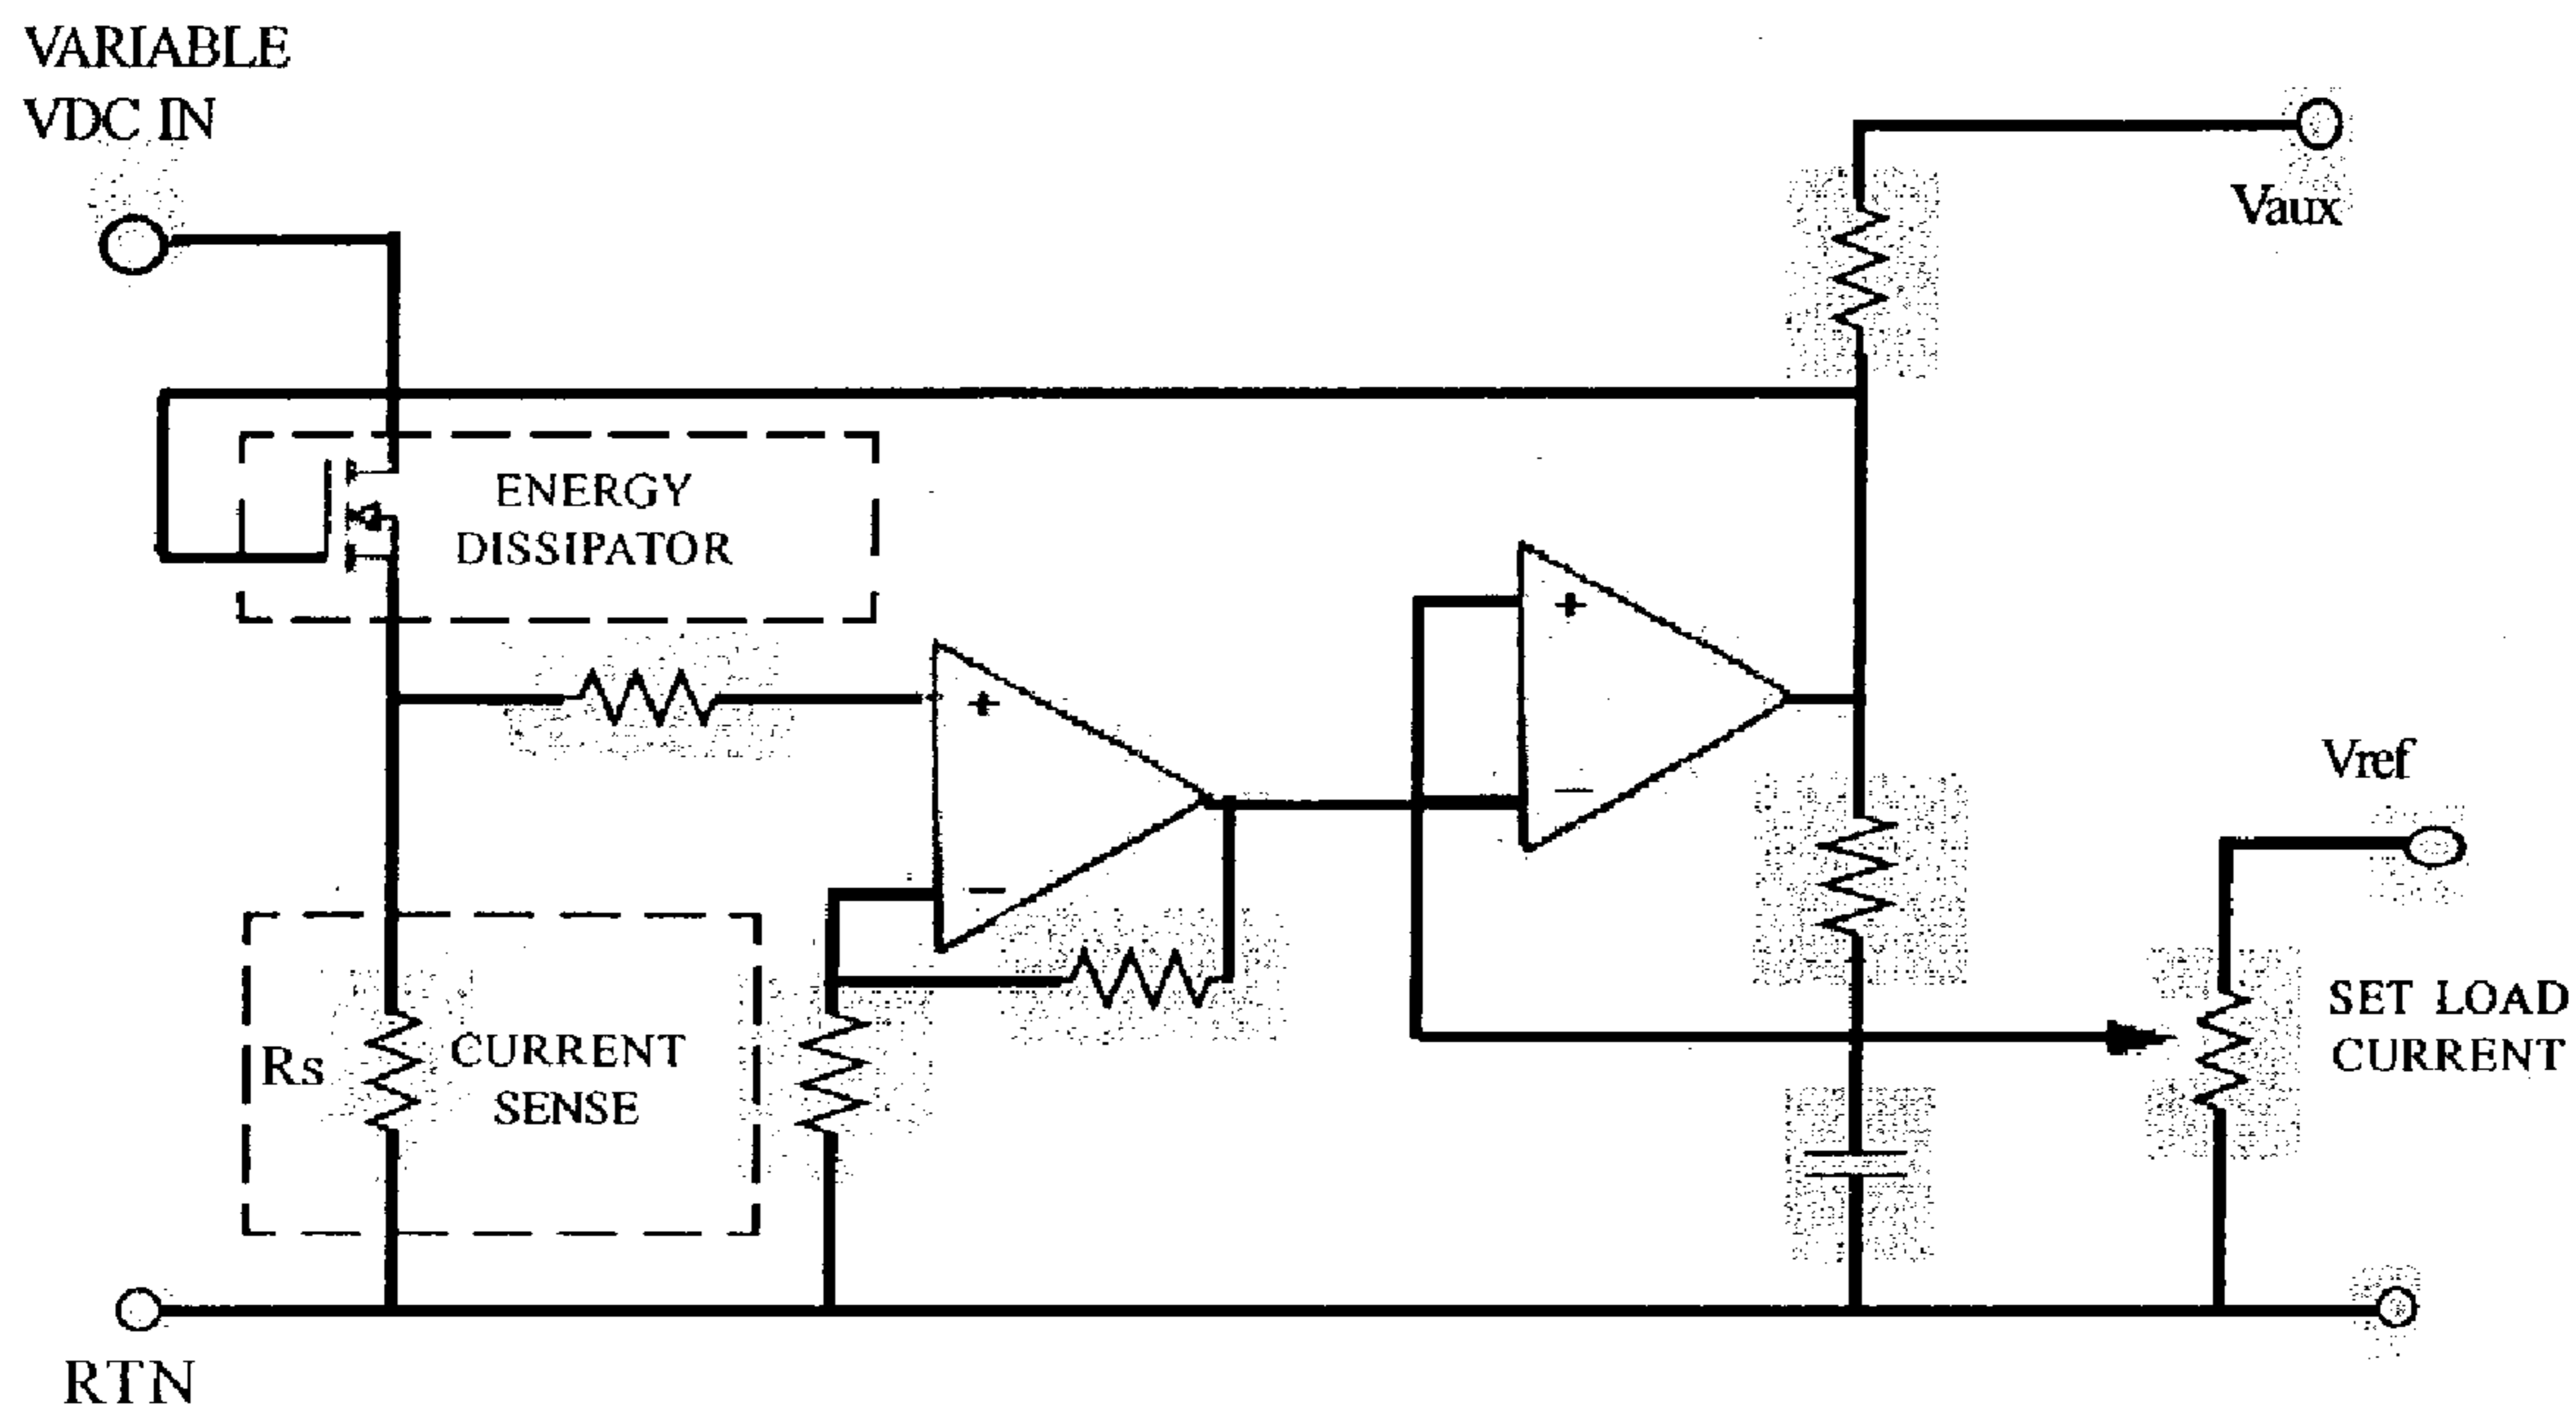 VARIABLE
VDC IN
Vaux
ENERGY
DISSIPATOR
+
+
−
−
Vref
SET LOAD
CURRENT
Rs
CURRENT
SENSE
RTN